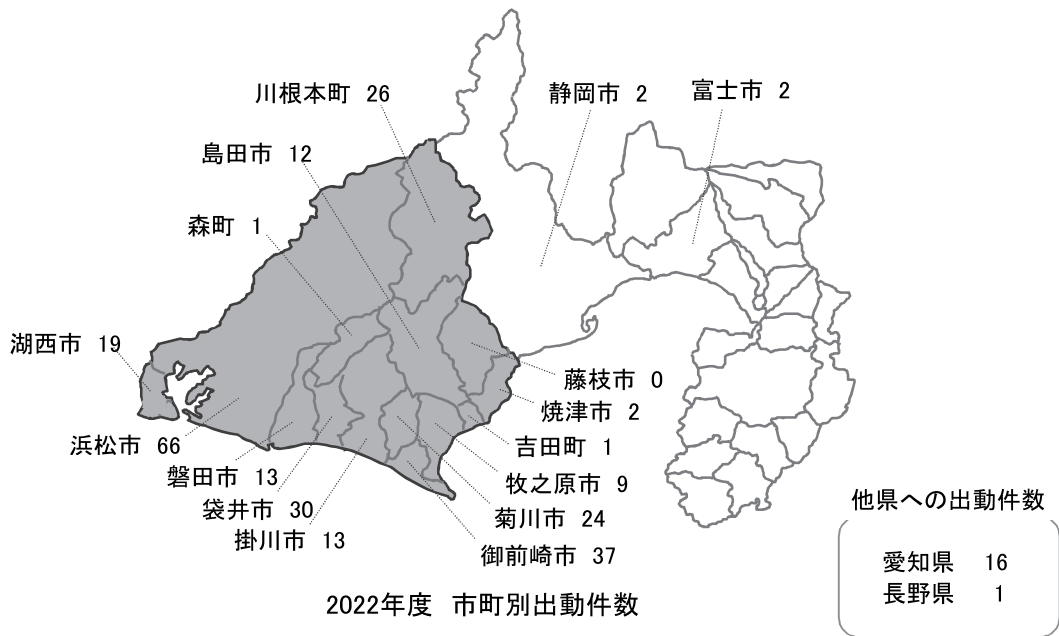 川根本町 26
静岡市 2
富士市 2
島田市 12
森町 1
湖西市 19
藤枝市 0
焼津市 2
浜松市 66
吉田町 1
磐田市 13
牧之原市 9
袋井市 30
菊川市 24
掛川市 13
御前崎市 37
他県への出動件数
愛知県 16
長野県 1
2022年度 市町別出動件数